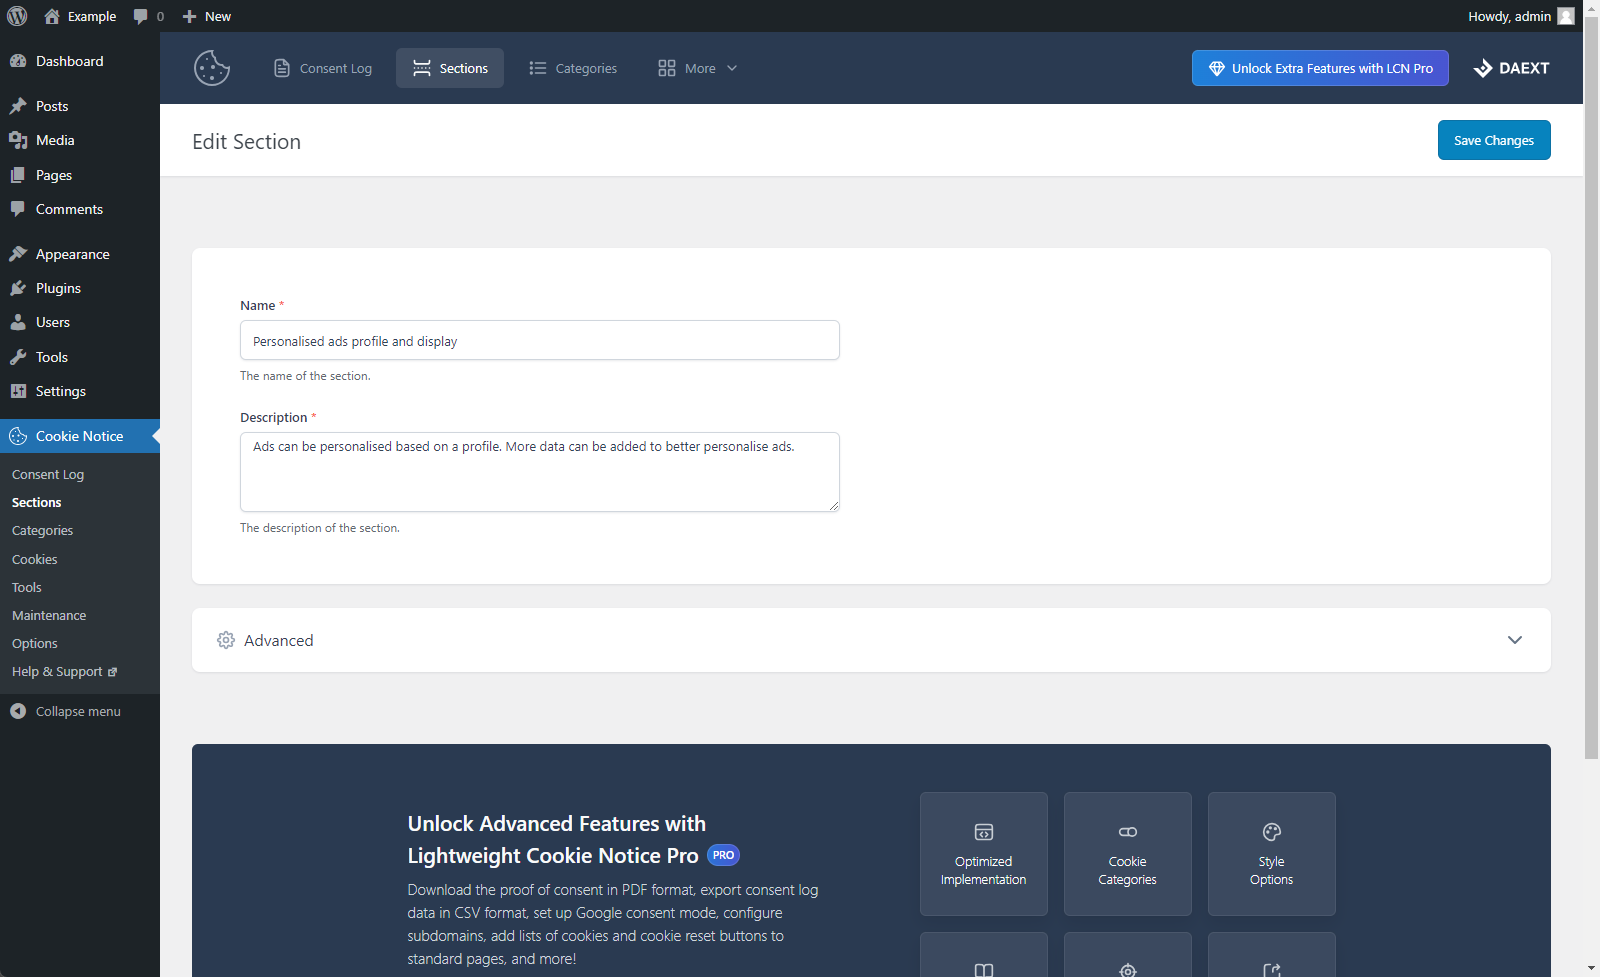 Example
0
New
Howdy, admin
Dashboard
Posts
Media
Pages
Comments
Appearance
Plugins
Users
Tools
Settings
Cookie Notice
Consent Log
Sections
Categories
Cookies
Tools
Maintenance
Options
Help & Support
Collapse menu
Consent Log
Sections
Categories
More
Unlock Extra Features with LCN Pro
DAEXT
Edit Section
Save Changes
Name *
Personalised ads profile and display
The name of the section.
Description *
Ads can be personalised based on a profile. More data can be added to better personalise ads.
The description of the section.
Advanced
Unlock Advanced Features with
Lightweight Cookie Notice Pro PRO
Download the proof of consent in PDF format, export consent log
data in CSV format, set up Google consent mode, configure
subdomains, add lists of cookies and cookie reset buttons to
standard pages, and more!
Optimized
Implementation
Cookie
Categories
Style
Options